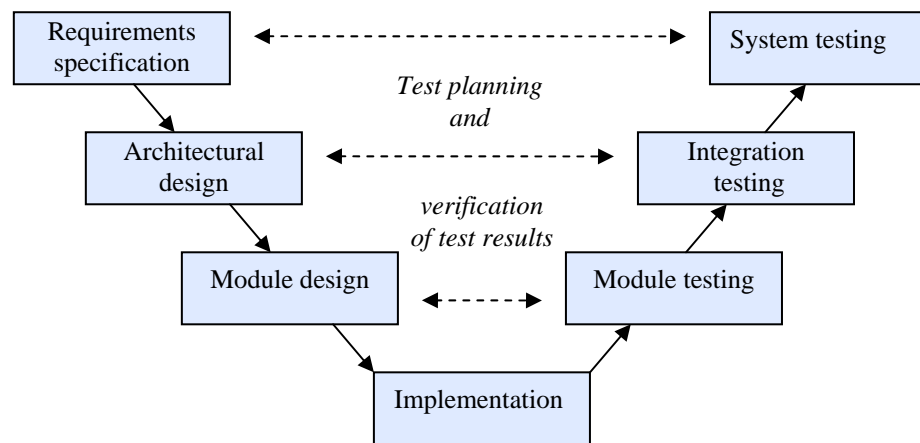 Requirements
specification
System testing
Test planning
and
Architectural
design
Integration
testing
verification
of test results
Module design
Module testing
Implementation